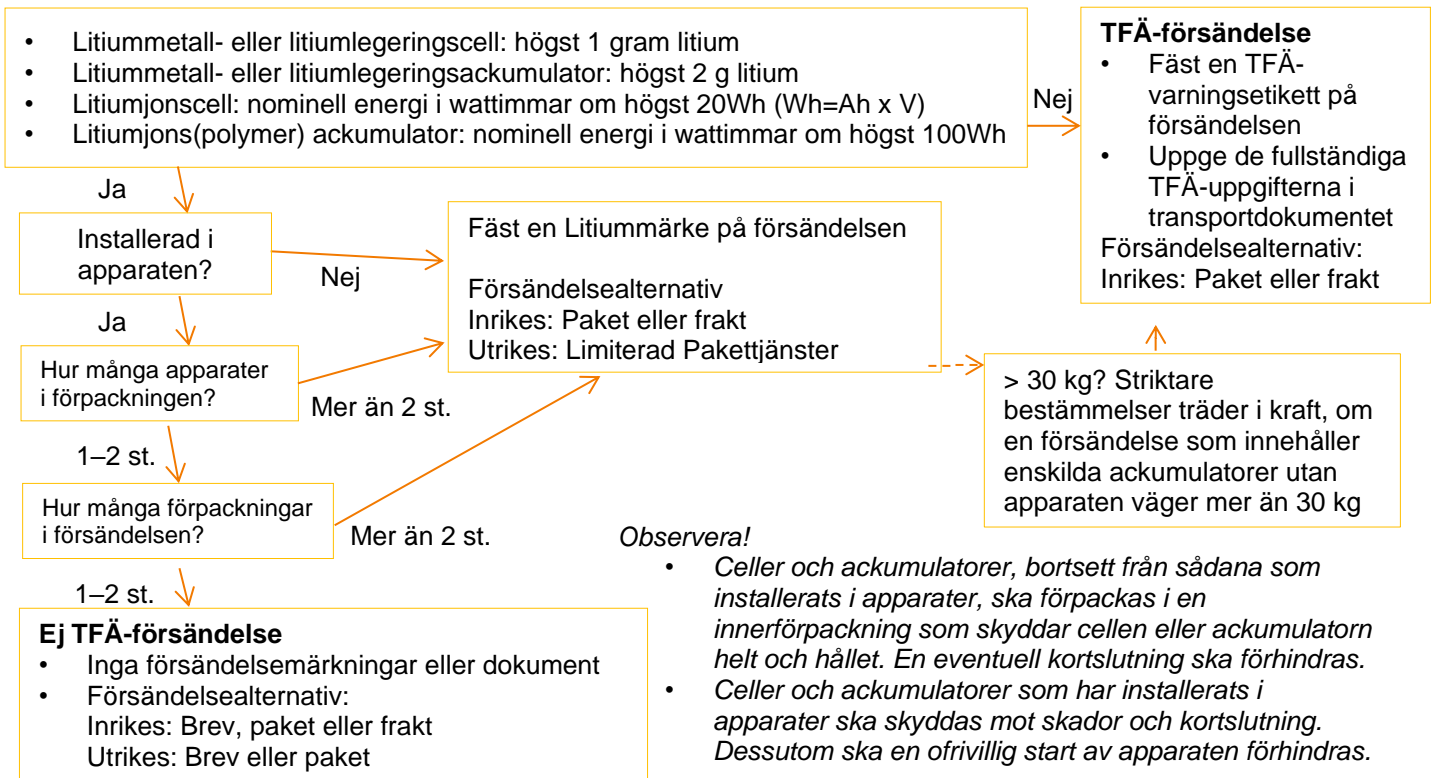 • Litiummetall- eller litiumlegeringscell: högst 1 gram litium
• Litiummetall- eller litiumlegeringsackumulator: högst 2 g litium
• Litiumjonscell: nominell energi i wattimmar om högst 20Wh (Wh=Ah x V)
• Litiumjons(polymer) ackumulator: nominell energi i wattimmar om högst 100Wh
Nej
TFÄ-försändelse
• Fäst en TFÄ-
varningsetikett på
försändelsen
• Uppge de fullständiga
TFÄ-uppgifterna i
transportdokumentet
Försändelsealternativ:
Inrikes: Paket eller frakt
Ja
Installerad i
apparaten?
Nej
Fäst en Litiummärke på försändelsen
Försändelsealternativ
Inrikes: Paket eller frakt
Utrikes: Limiterad Pakettjänster
Ja
Hur många apparater
i förpackningen?
Mer än 2 st.
> 30 kg? Striktare
bestämmelser träder i kraft, om
en försändelse som innehåller
enskilda ackumulatorer utan
apparaten väger mer än 30 kg
1–2 st.
Hur många förpackningar
i försändelsen?
Mer än 2 st.
1–2 st.
Ej TFÄ-försändelse
• Inga försändelsemärkningar eller dokument
• Försändelsealternativ:
Inrikes: Brev, paket eller frakt
Utrikes: Brev eller paket
Observera!
• Celler och ackumulatorer, bortsett från sådana som
installerats i apparater, ska förpackas i en
innerförpackning som skyddar cellen eller ackumulatorn
helt och hållet. En eventuell kortslutning ska förhindras.
• Celler och ackumulatorer som har installerats i
apparater ska skyddas mot skador och kortslutning.
Dessutom ska en ofrivillig start av apparaten förhindras.